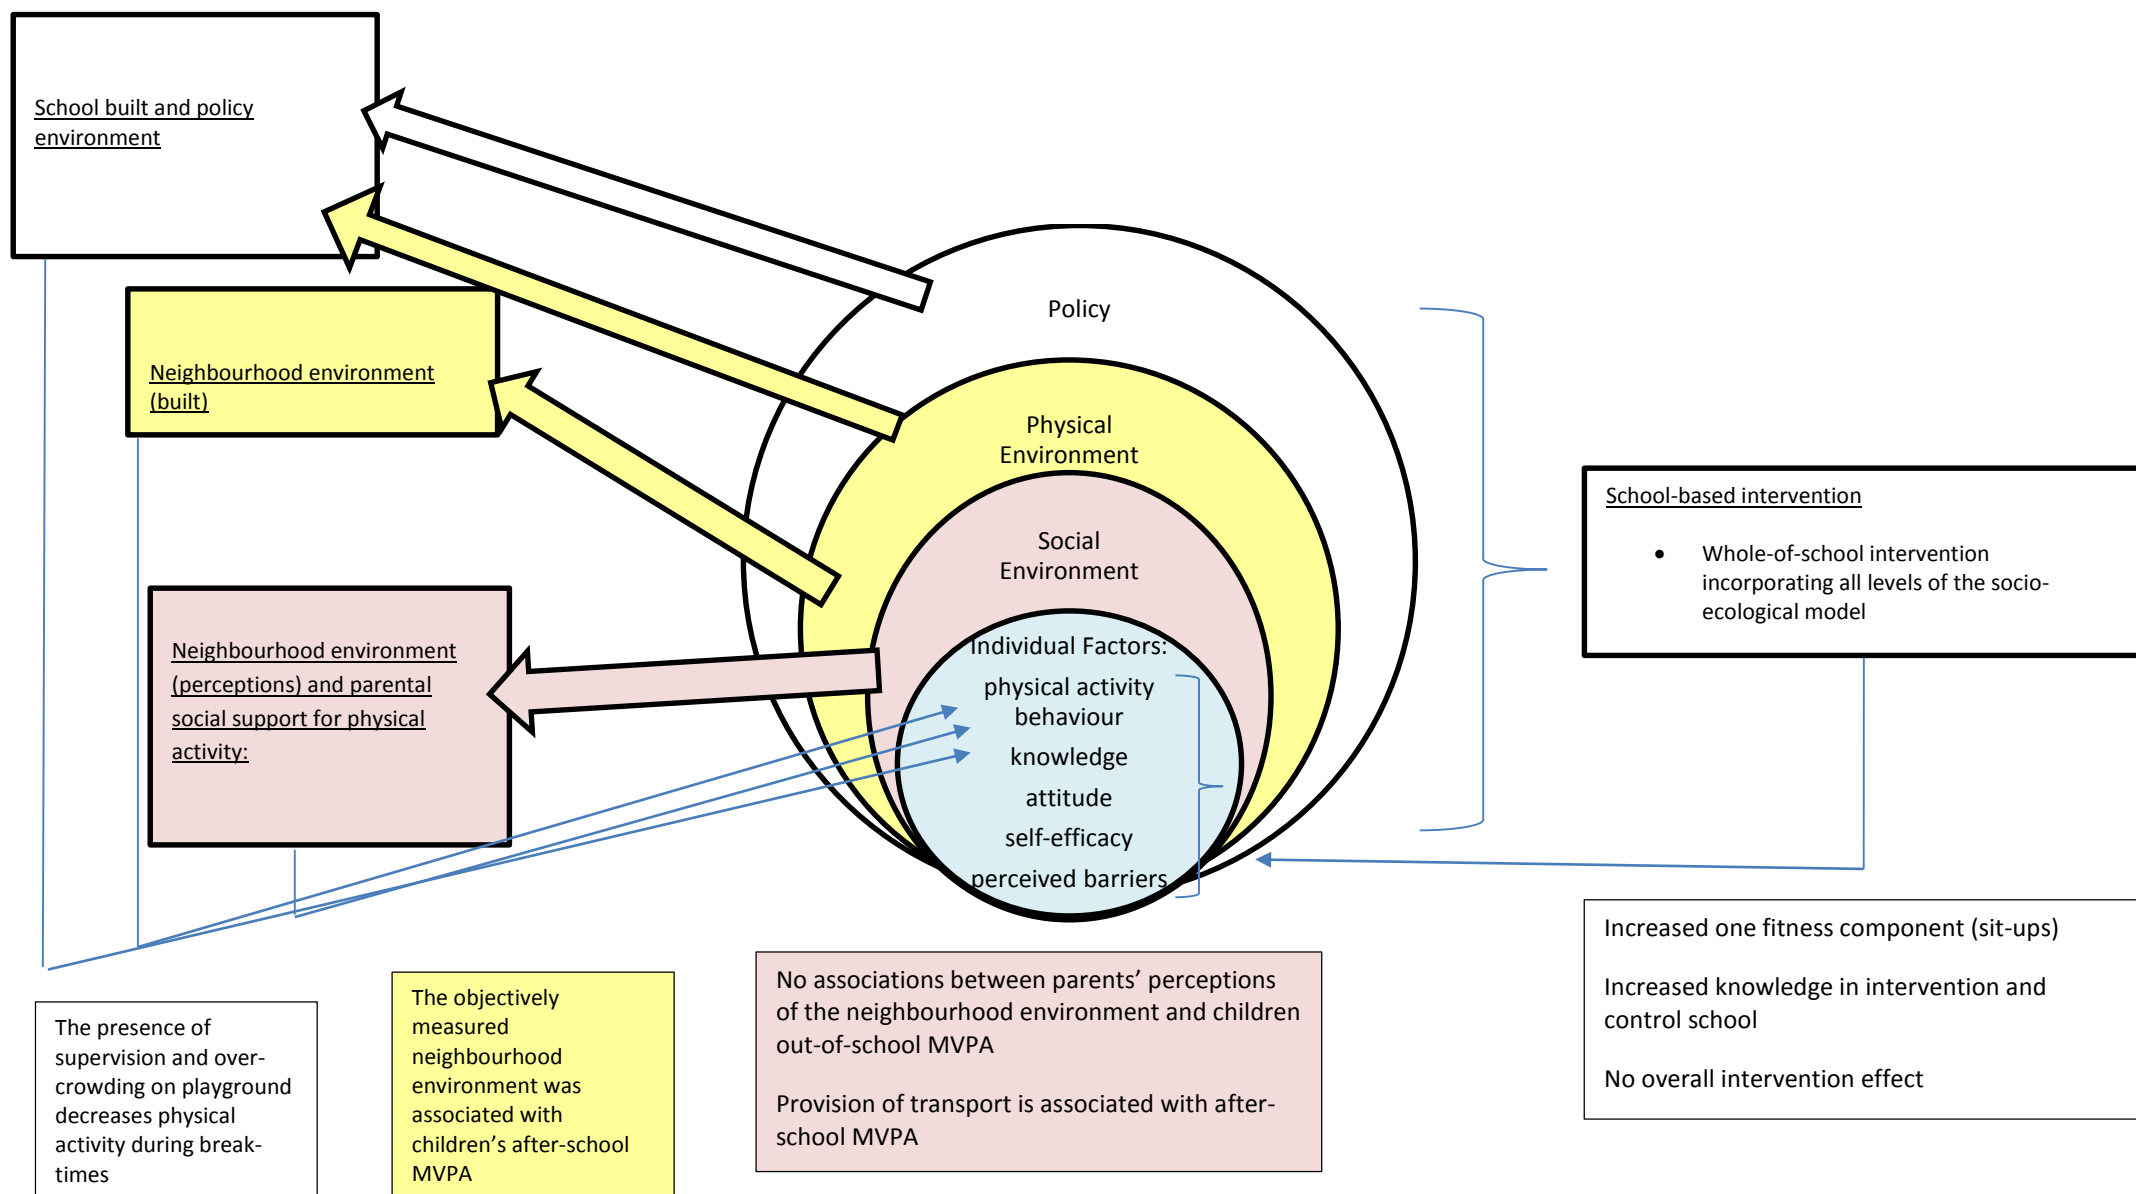 School built and policy
environment
Neighbourhood environment
(built)
Neighbourhood environment
(perceptions) and parental
social support for physical
activity:
Policy
Physical
Environment
Social
Environment
Individual Factors:
physical activity
behaviour
knowledge
attitude
self-efficacy
perceived barriers
School-based intervention
• Whole-of-school intervention
incorporating all levels of the socio-
ecological model
The presence of
supervision and over-
crowding on playground
decreases physical
activity during break-
times
The objectively
measured
neighbourhood
environment was
associated with
children’s after-school
MVPA
No associations between parents’ perceptions
of the neighbourhood environment and children
out-of-school MVPA
Provision of transport is associated with after-
school MVPA
Increased one fitness component (sit-ups)
Increased knowledge in intervention and
control school
No overall intervention effect